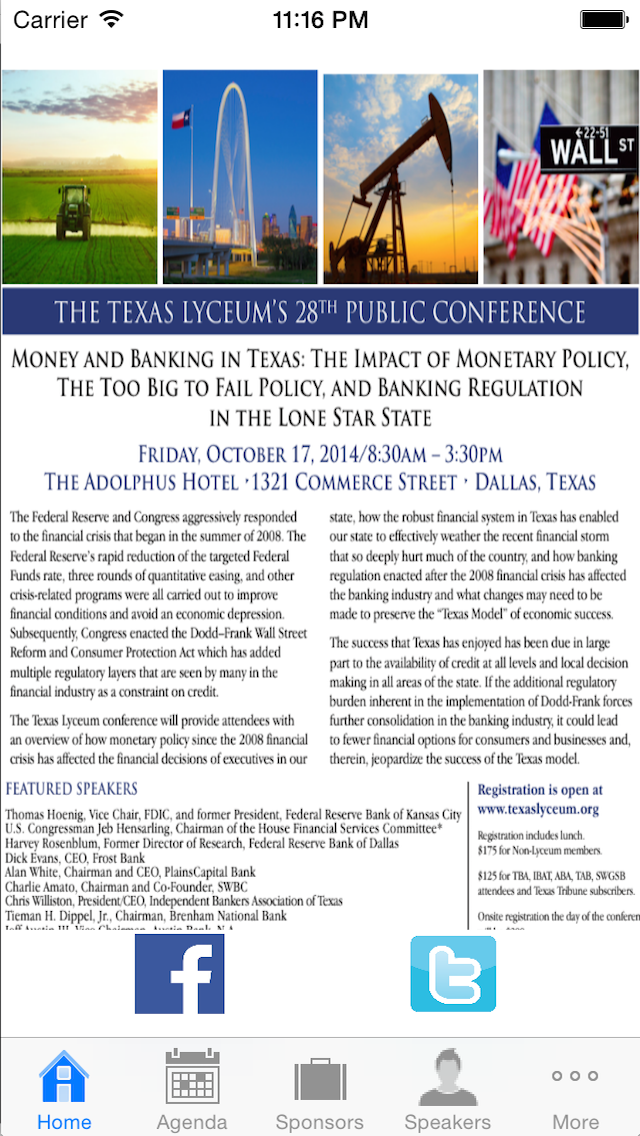 Carrier 11:16 PM
22-51
WALL ST
THE TEXAS LYCEUM'S 28TH PUBLIC CONFERENCE
MONEY AND BANKING IN TEXAS: THE IMPACT OF MONETARY POLICY,
THE TOO BIG TO FAIL POLICY, AND BANKING REGULATION
IN THE LONE STAR STATE
FRIDAY, OCTOBER 17, 2014/8:30AM – 3:30PM
THE ADOLPHUS HOTEL · 1321 COMMERCE STREET · DALLAS, TEXAS
The Federal Reserve and Congress aggressively responded
to the financial crisis that began in the summer of 2008. The
Federal Reserve's rapid reduction of the targeted Federal
Funds rate, three rounds of quantitative easing, and other
crisis-related programs were all carried out to improve
financial conditions and avoid an economic depression.
Subsequently, Congress enacted the Dodd–Frank Wall Street
Reform and Consumer Protection Act which has added
multiple regulatory layers that are seen by many in the
financial industry as a constraint on credit.
The Texas Lyceum conference will provide attendees with
an overview of how monetary policy since the 2008 financial
crisis has affected the financial decisions of executives in our
state, how the robust financial system in Texas has enabled
our state to effectively weather the recent financial storm
that so deeply hurt much of the country, and how banking
regulation enacted after the 2008 financial crisis has affected
the banking industry and what changes may need to be
made to preserve the "Texas Model" of economic success.
The success that Texas has enjoyed has been due in large
part to the availability of credit at all levels and local decision
making in all areas of the state. If the additional regulatory
burden inherent in the implementation of Dodd-Frank forces
further consolidation in the banking industry, it could lead
to fewer financial options for consumers and businesses and,
therein, jeopardize the success of the Texas model.
FEATURED SPEAKERS
Thomas Hoenig, Vice Chair, FDIC, and former President, Federal Reserve Bank of Kansas City
U.S. Congressman Jeb Hensarling, Chairman of the House Financial Services Committee*
Harvey Rosenblum, Former Director of Research, Federal Reserve Bank of Dallas
Dick Evans, CEO, Frost Bank
Alan White, Chairman and CEO, PlainsCapital Bank
Charlie Amato, Chairman and Co-Founder, SWBC
Chris Williston, President/CEO, Independent Bankers Association of Texas
Tieman H. Dippel, Jr., Chairman, Brenham National Bank
Jeff Austin III, Vice Chairman, Austin Bank, N.A.
Registration is open at
www.texaslyceum.org
Registration includes lunch.
$175 for Non-Lyceum members.
$125 for TBA, IBAT, ABA, TAB, SWGSB
attendees and Texas Tribune subscribers.
Onsite registration the day of the conferen
Home Agenda Sponsors Speakers More